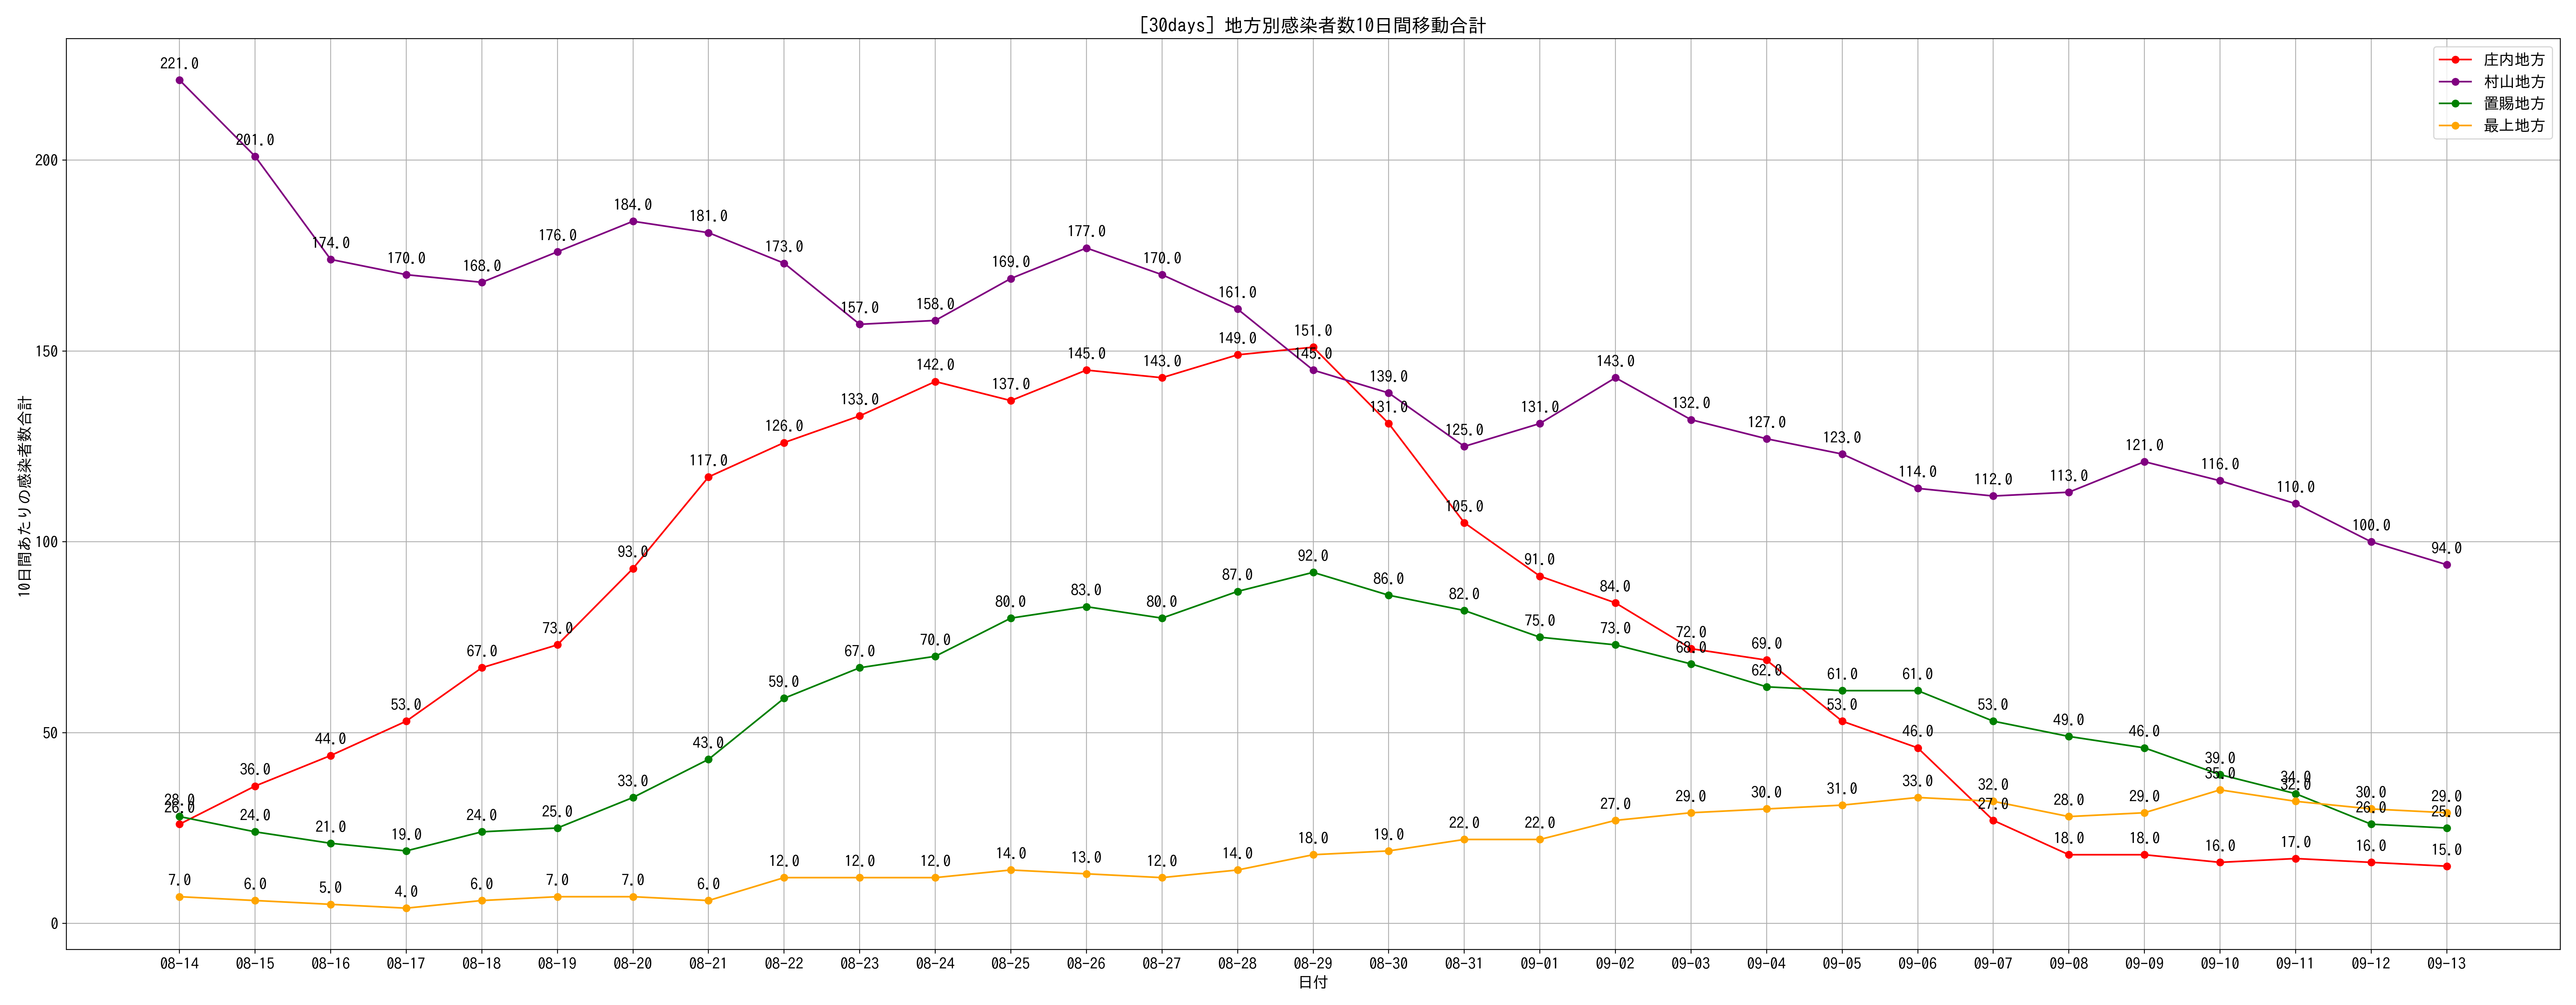 [30days] 地方別感染者数10日間移動合計
庄内地方
村山地方
置賜地方
最上地方
10日間あたりの感染者数合計
200
150
100
50
0
221.0 201.0 174.0 170.0 168.0 176.0 184.0 181.0 173.0 157.0 158.0 169.0 177.0 170.0 161.0 145.0 139.0 125.0 131.0 143.0 132.0 127.0 123.0 114.0 112.0 113.0 121.0 116.0 110.0 100.0 94.0
26.0 36.0 44.0 53.0 67.0 73.0 93.0 117.0 126.0 133.0 142.0 137.0 145.0 143.0 149.0 151.0 131.0 105.0 91.0 84.0 72.0 69.0 53.0 46.0 27.0 18.0 18.0 16.0 17.0 16.0 15.0
28.0 24.0 21.0 19.0 24.0 25.0 33.0 43.0 59.0 67.0 70.0 80.0 83.0 80.0 87.0 92.0 86.0 82.0 75.0 73.0 68.0 62.0 61.0 61.0 53.0 49.0 46.0 39.0 34.0 26.0 25.0
7.0 6.0 5.0 4.0 6.0 7.0 7.0 6.0 12.0 12.0 12.0 14.0 13.0 12.0 14.0 18.0 19.0 22.0 22.0 27.0 29.0 30.0 31.0 33.0 32.0 28.0 29.0 35.0 32.0 30.0 29.0
08-14 08-15 08-16 08-17 08-18 08-19 08-20 08-21 08-22 08-23 08-24 08-25 08-26 08-27 08-28 08-29 08-30 08-31 09-01 09-02 09-03 09-04 09-05 09-06 09-07 09-08 09-09 09-10 09-11 09-12 09-13
日付